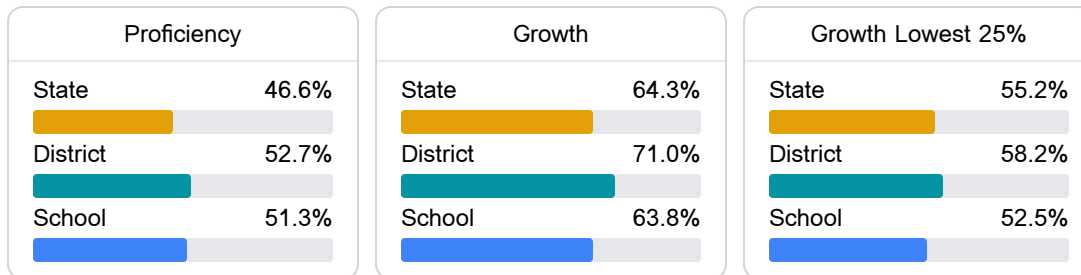 Proficiency
State 46.6%
District 52.7%
School 51.3%
Growth
State 64.3%
District 71.0%
School 63.8%
Growth Lowest 25%
State 55.2%
District 58.2%
School 52.5%